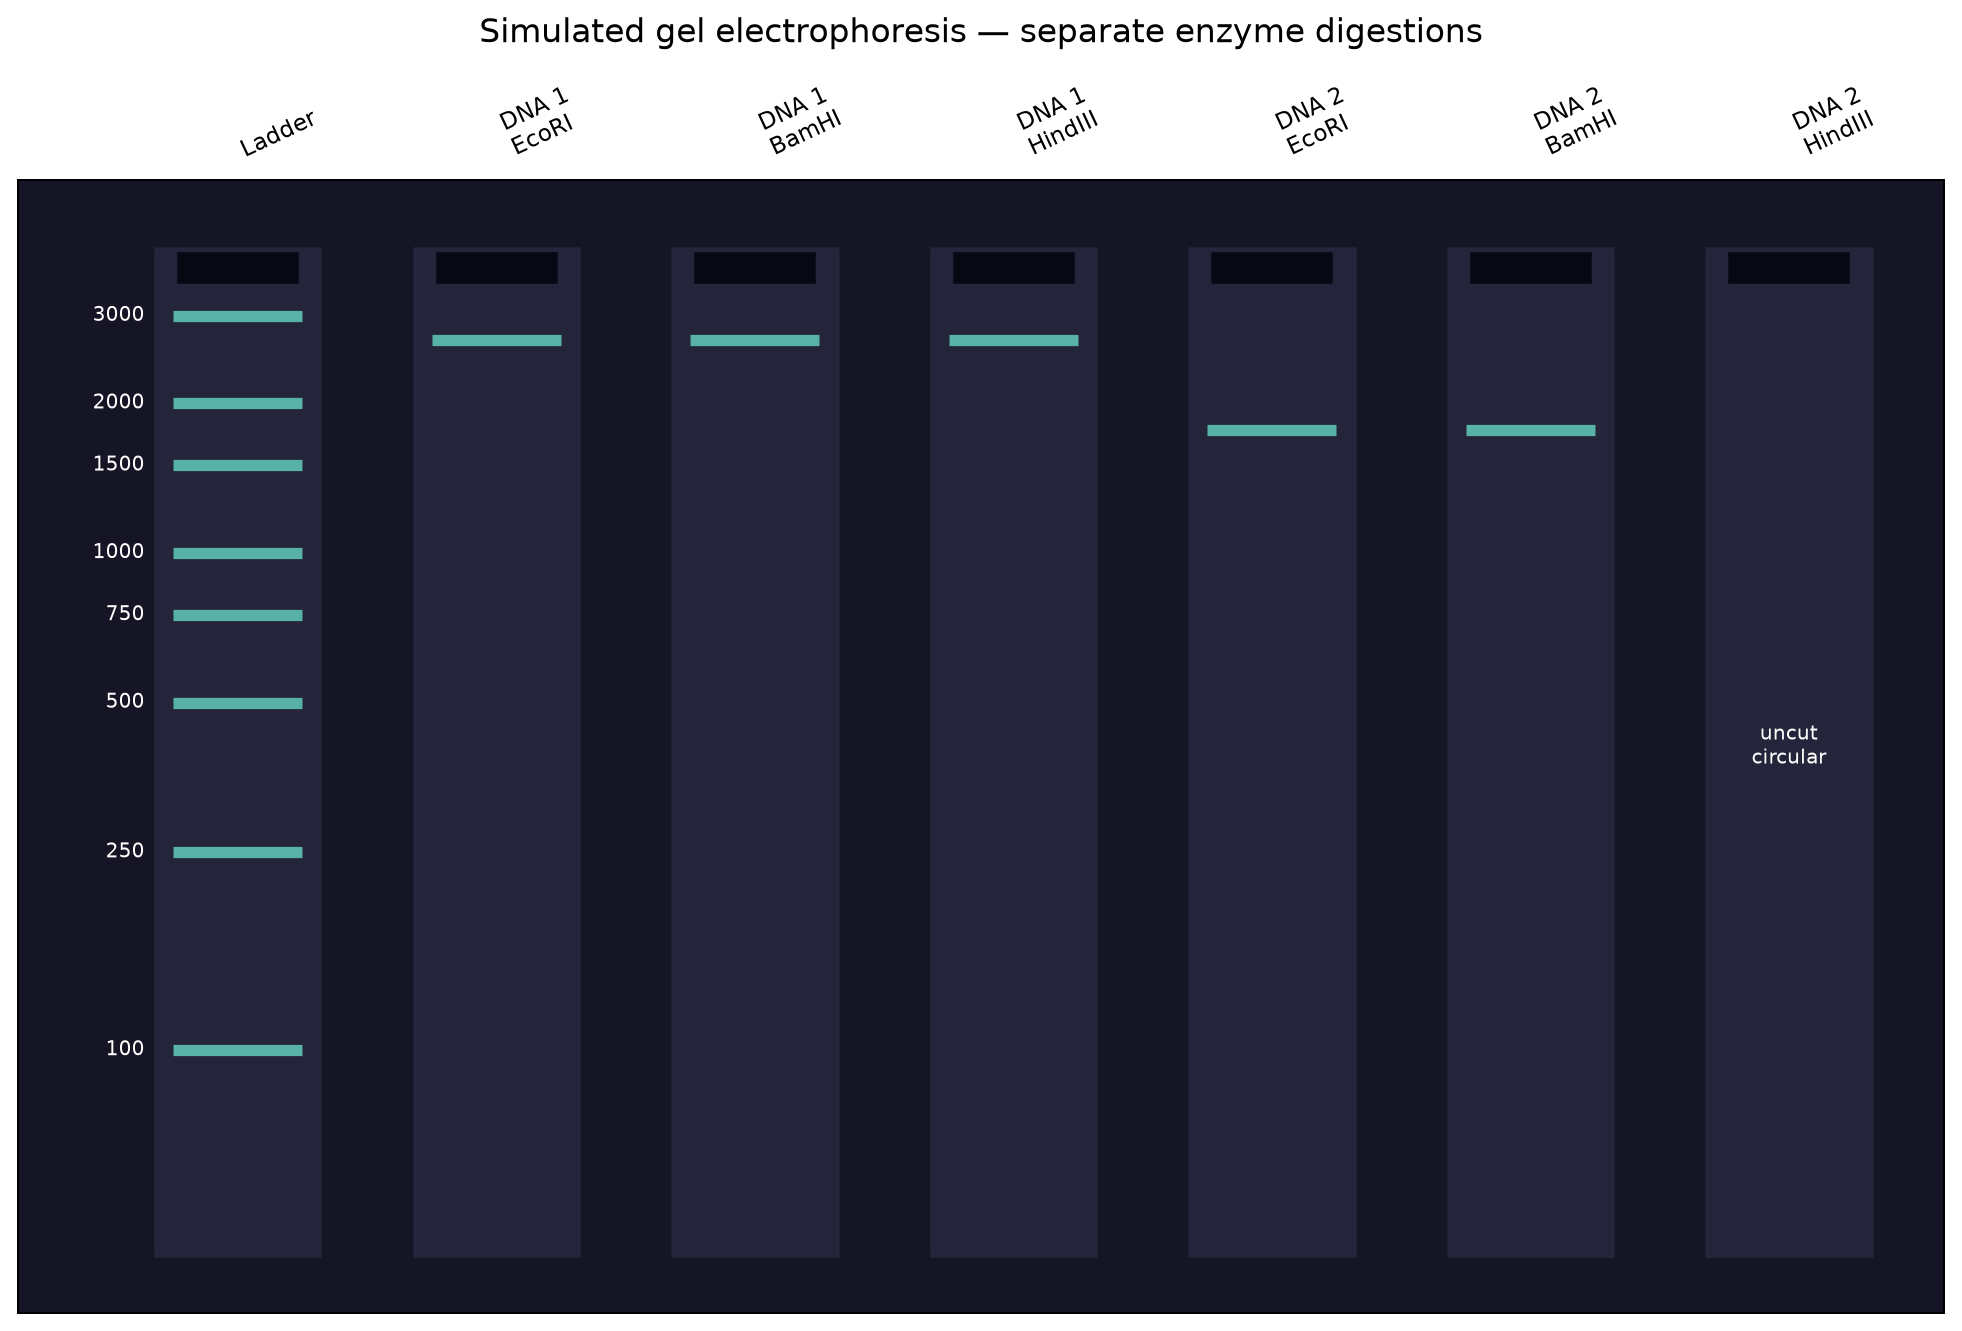 Simulated gel electrophoresis — separate enzyme digestions
Ladder
DNA 1
EcoRI
DNA 1
BamHI
DNA 1
HindIII
DNA 2
EcoRI
DNA 2
BamHI
DNA 2
HindIII
3000
2000
1500
1000
750
500
uncut
circular
250
100